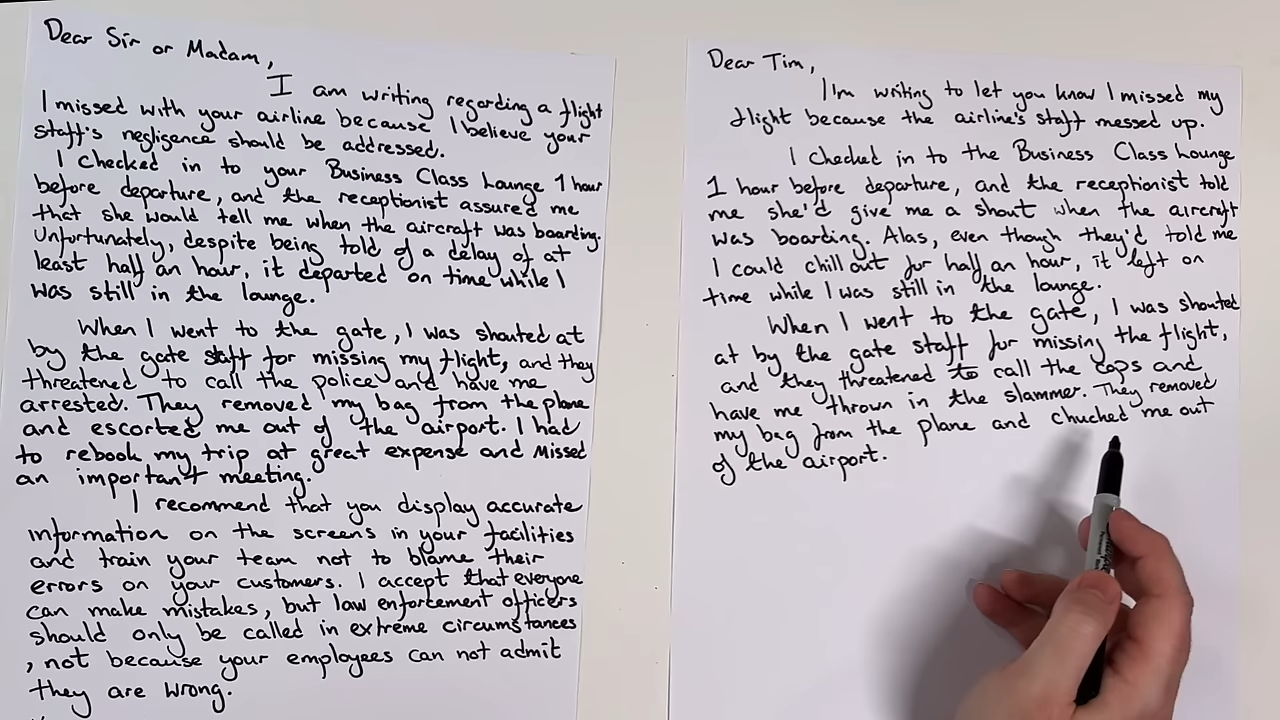 Dear Sir or Madam,
I am writing regarding a flight
I missed with your airline because I believe your
staff's negligence should be addressed.
I checked in to your Business Class Lounge 1 hour
before departure, and the receptionist assured me
that she would tell me when the aircraft was boarding.
Unfortunately, despite being told of a delay of at
least half an hour, it departed on time while I
was still in the lounge.
When I went to the gate, I was shouted at
by the gate staff for missing my flight, and they
threatened to call the police and have me
arrested. They removed my bag from the plane
and escorted me out of the airport. I had
to rebook my trip at great expense and missed
an important meeting.
I recommend that you display accurate
information on the screens in your facilities
and train your team not to blame their
errors on your customers. I accept that everyone
can make mistakes, but law enforcement officers
should only be called in extreme circumstances
, not because your employees can not admit
they are wrong.
Dear Tim,
I'm writing to let you know I missed my
flight because the airline's staff messed up.
I checked in to the Business Class Lounge
1 hour before departure, and the receptionist told
me she'd give me a shout when the aircraft
was boarding. Alas, even though they'd told me
I could chill out for half an hour, it left on
time while I was still in the lounge.
When I went to the gate, I was shouted
at by the gate staff for missing the flight,
and they threatened to call the cops and
have me thrown in the slammer. They removed
my bag from the plane and chucked me out
of the airport.